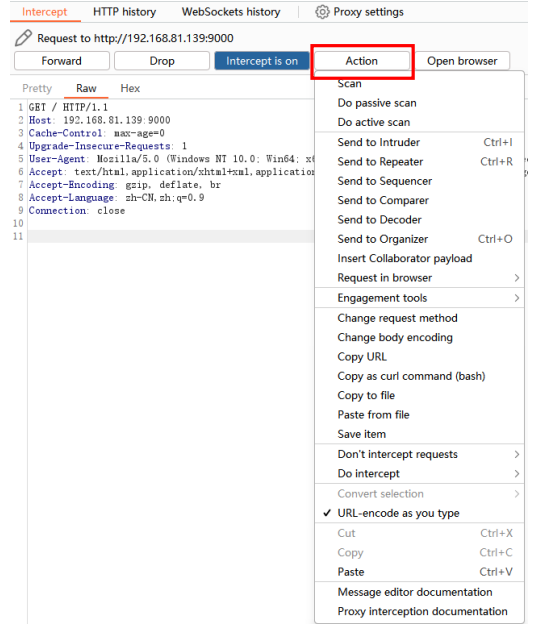 Intercept HTTP history WebSockets history Proxy settings
Request to http://192.168.81.139:9000
Forward Drop Intercept is on Action Open browser
Pretty Raw Hex
1 GET / HTTP/1.1
2 Host: 192.168.81.139:9000
3 Cache-Control: max-age=0
4 Upgrade-Insecure-Requests: 1
5 User-Agent: Mozilla/5.0 (Windows NT 10.0; Win64; x6
6 Accept: text/html,application/xhtml+xml,application
7 Accept-Encoding: gzip, deflate, br
8 Accept-Language: zh-CN,zh;q=0.9
9 Connection: close
10
11
Scan
Do passive scan
Do active scan
Send to Intruder Ctrl+I
Send to Repeater Ctrl+R
Send to Sequencer
Send to Comparer
Send to Decoder
Send to Organizer Ctrl+O
Insert Collaborator payload
Request in browser
Engagement tools
Change request method
Change body encoding
Copy URL
Copy as curl command (bash)
Copy to file
Paste from file
Save item
Don't intercept requests
Do intercept
Convert selection
URL-encode as you type
Cut Ctrl+X
Copy Ctrl+C
Paste Ctrl+V
Message editor documentation
Proxy interception documentation